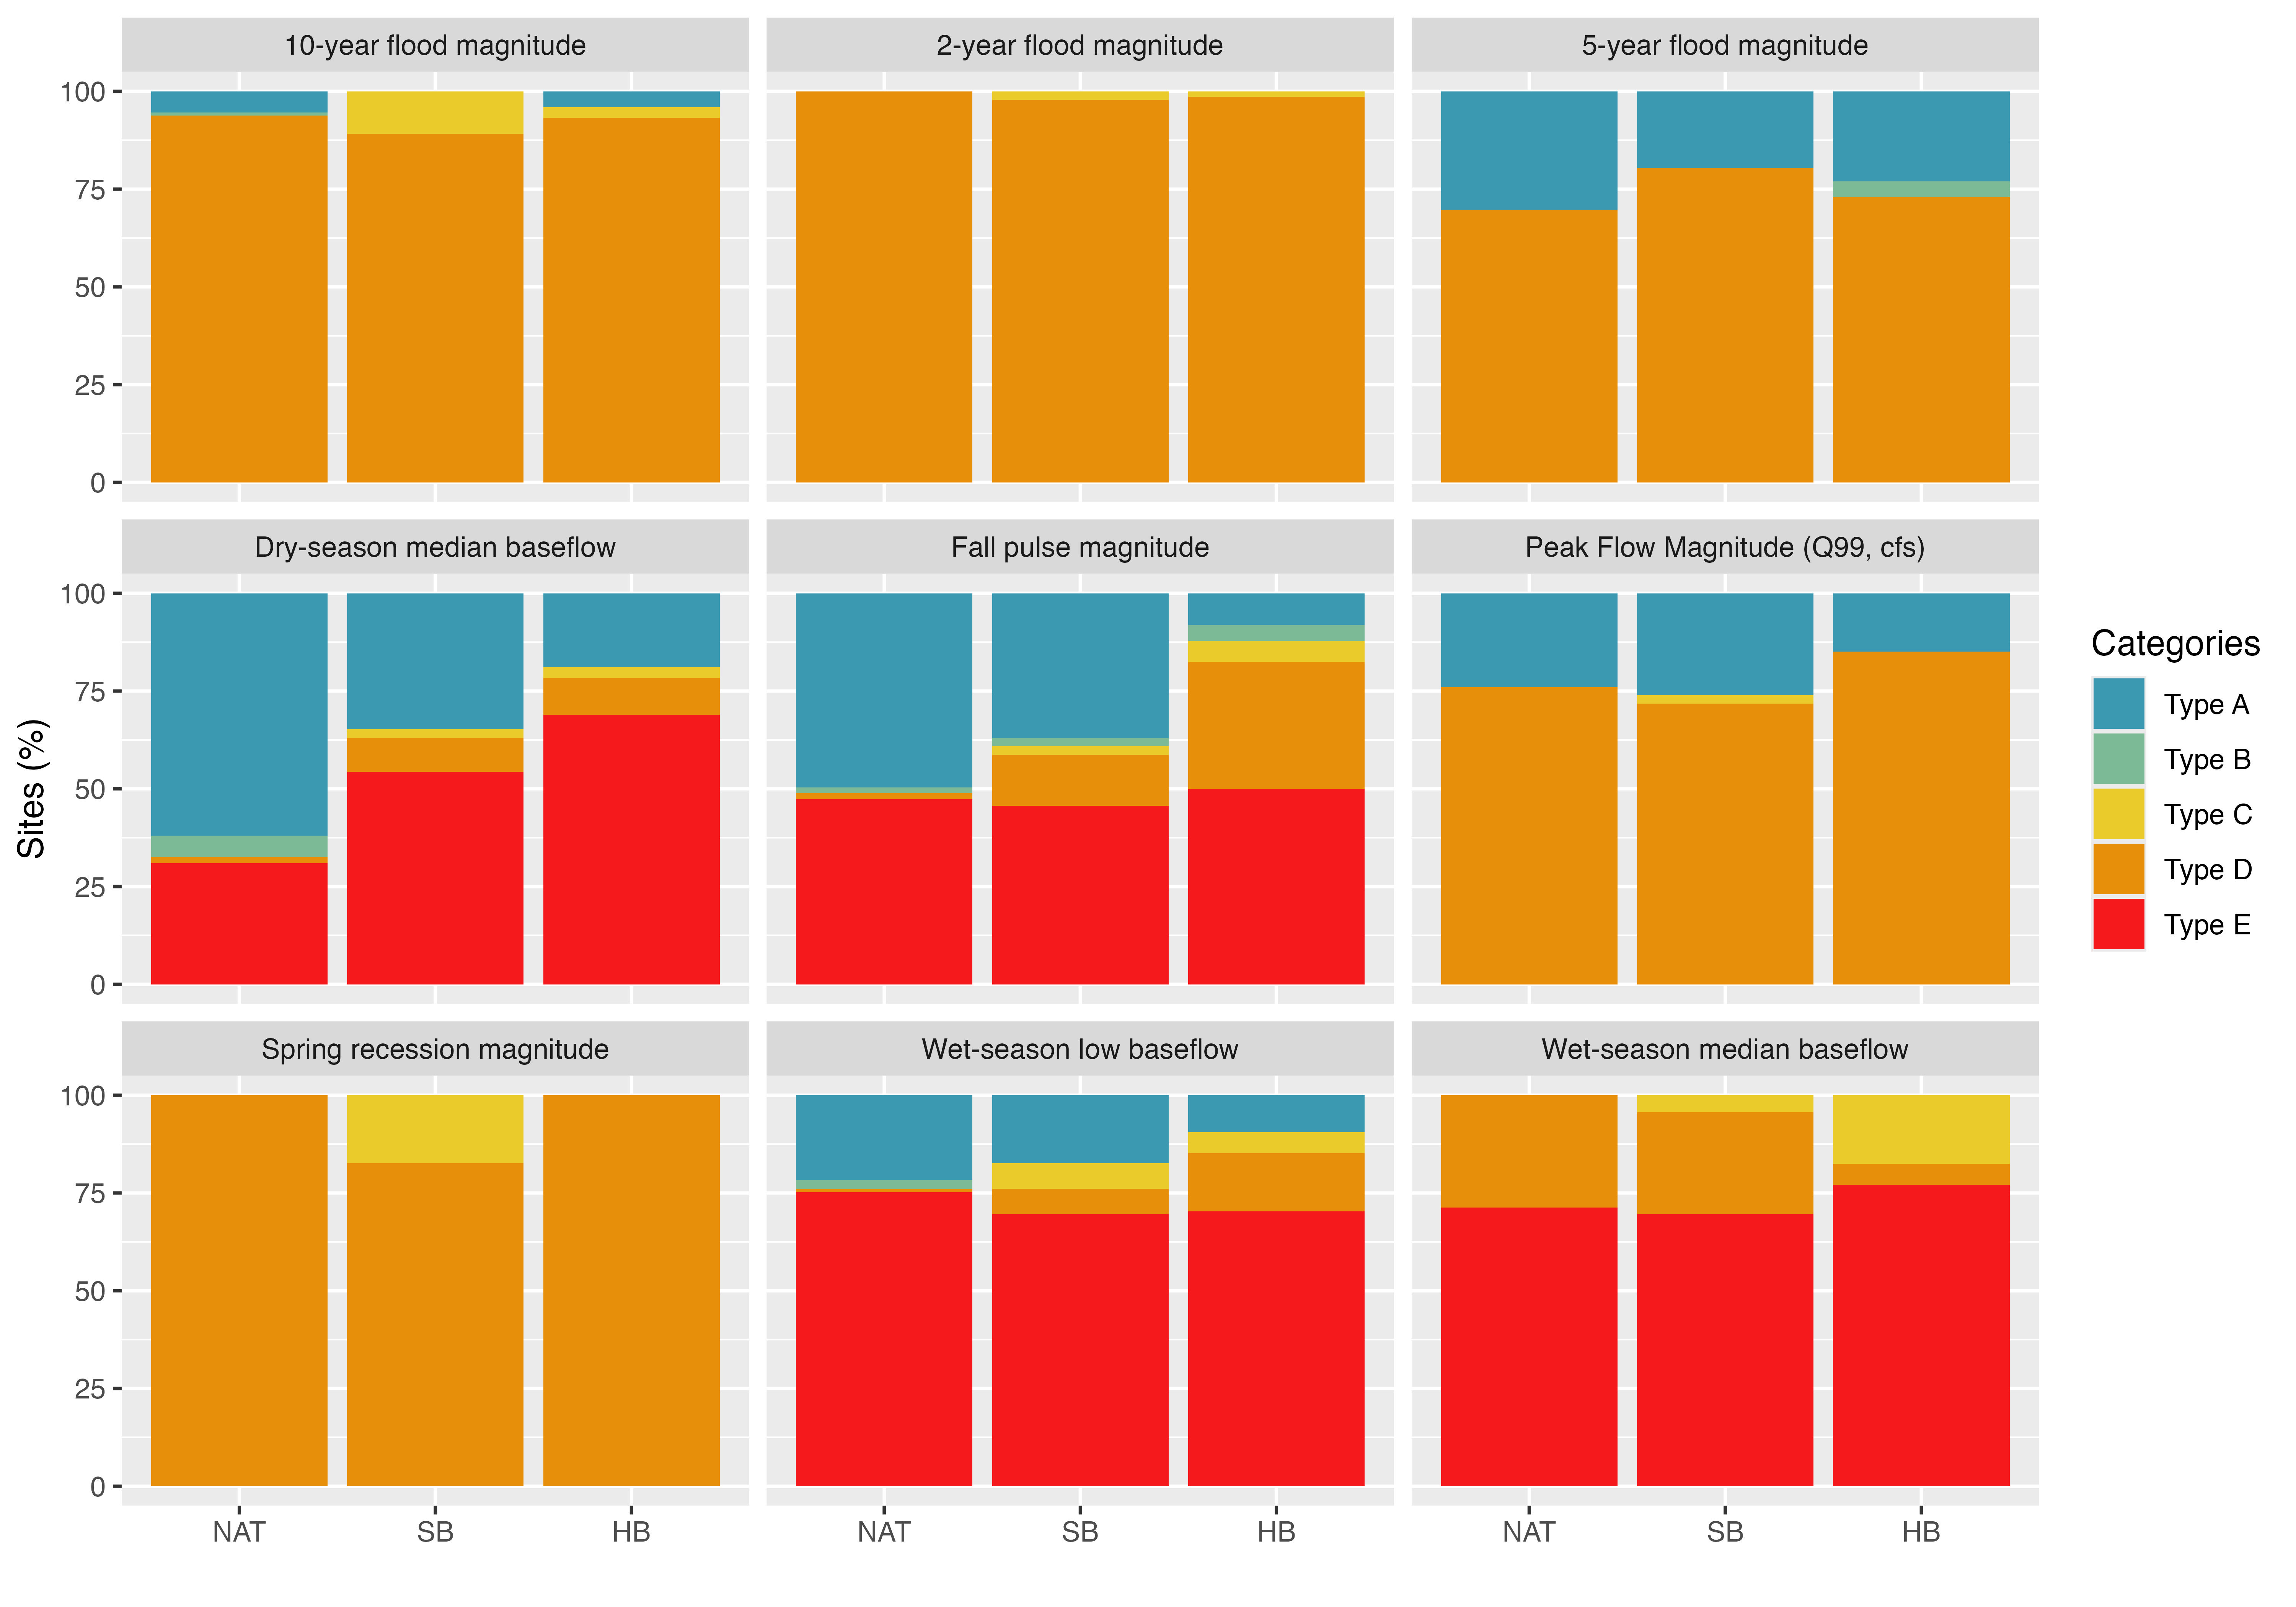 10-year flood magnitude
2-year flood magnitude
5-year flood magnitude
100
75
50
25
0
Dry-season median baseflow
Fall pulse magnitude
Peak Flow Magnitude (Q99, cfs)
100
75
50
25
0
Sites (%)
Categories
Type A
Type B
Type C
Type D
Type E
Spring recession magnitude
Wet-season low baseflow
Wet-season median baseflow
100
75
50
25
0
NAT SB HB
NAT SB HB
NAT SB HB